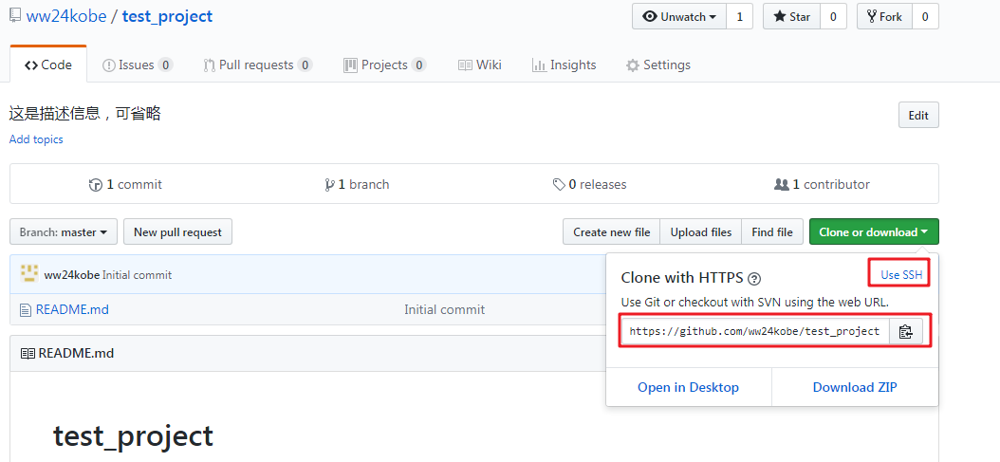 ww24kobe / test_project
Unwatch 1 Star 0 Fork 0
Code Issues 0 Pull requests 0 Projects 0 Wiki Insights Settings
这是描述信息，可省略
Edit
Add topics
1 commit 1 branch 0 releases 1 contributor
Branch: master New pull request Create new file Upload files Find file Clone or download
ww24kobe Initial commit
README.md Initial commit
Clone with HTTPS ? Use SSH
Use Git or checkout with SVN using the web URL.
https://github.com/ww24kobe/test_project
Open in Desktop Download ZIP
README.md
test_project